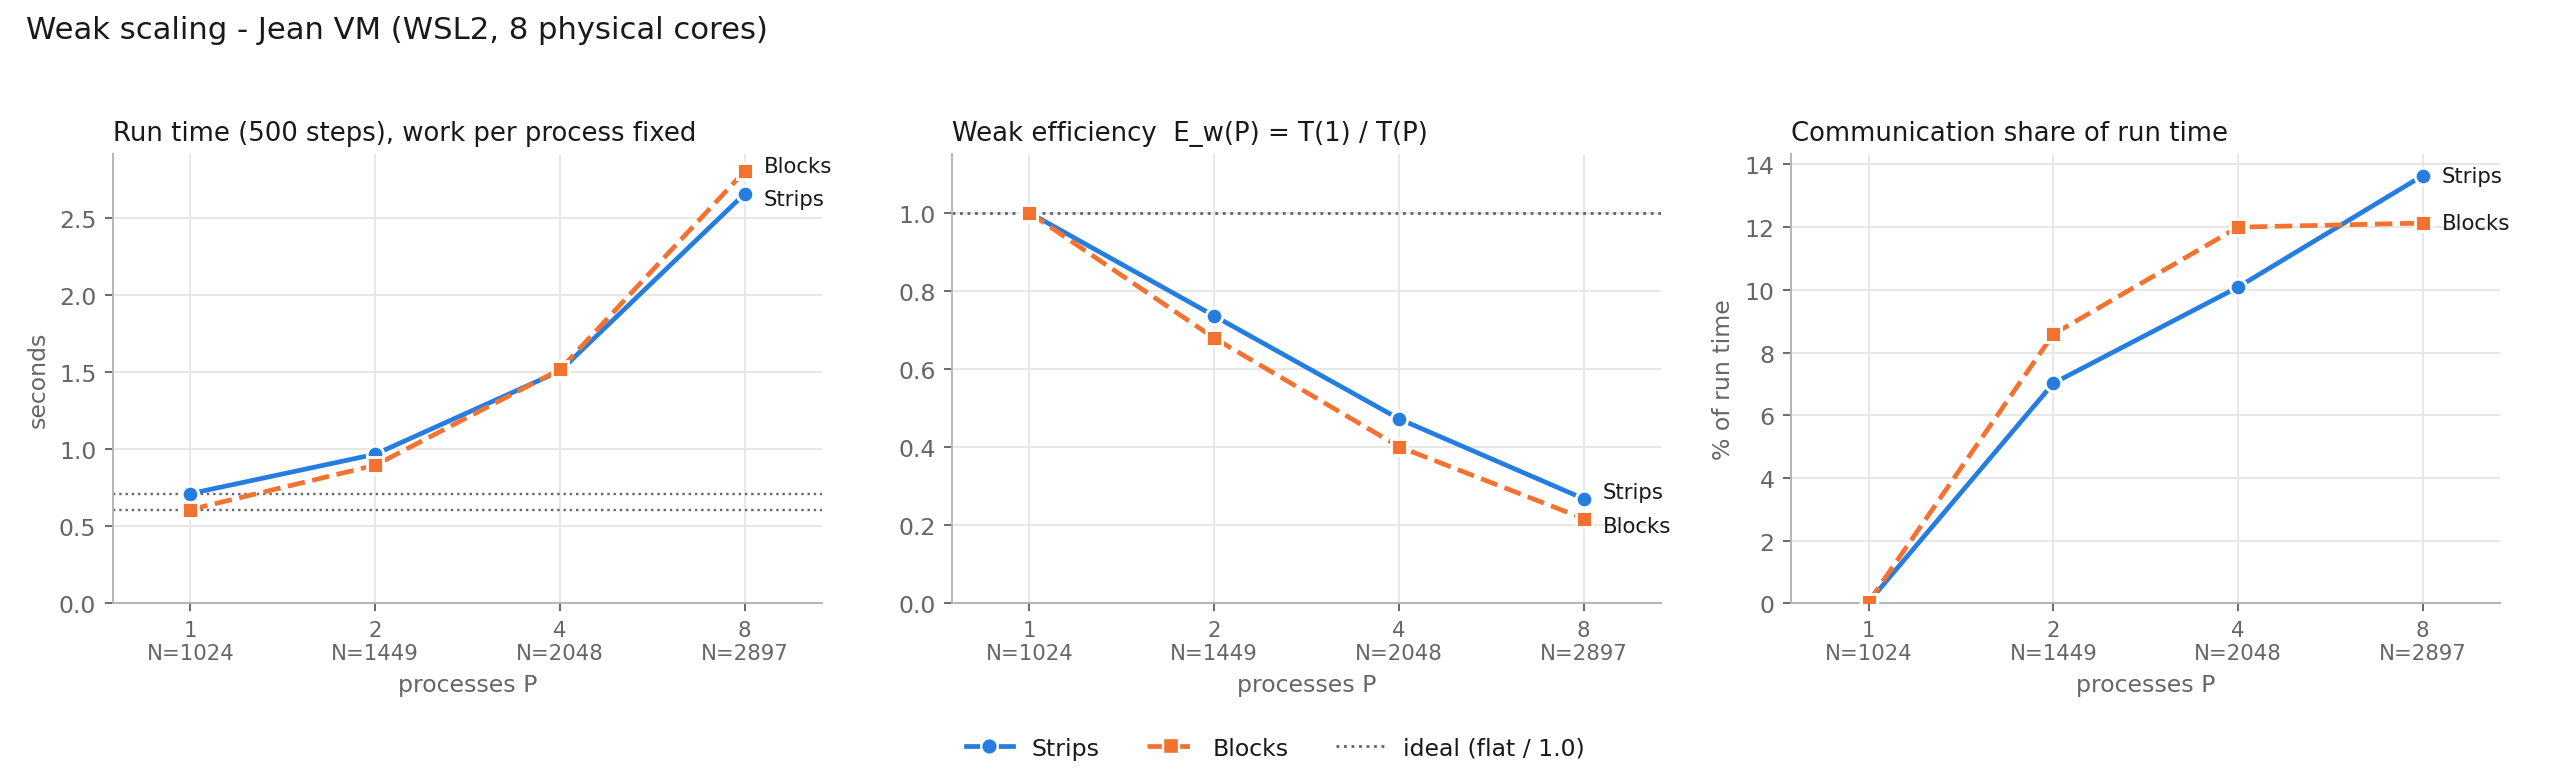 Weak scaling - Jean VM (WSL2, 8 physical cores)
Run time (500 steps), work per process fixed
seconds
2.5
2.0
1.5
1.0
0.5
0.0
Blocks
Strips
1 2 4 8
N=1024 N=1449 N=2048 N=2897
processes P
Weak efficiency E_w(P) = T(1) / T(P)
1.0
0.8
0.6
0.4
0.2
0.0
Strips
Blocks
1 2 4 8
N=1024 N=1449 N=2048 N=2897
processes P
Communication share of run time
% of run time
14
12
10
8
6
4
2
0
Strips
Blocks
1 2 4 8
N=1024 N=1449 N=2048 N=2897
processes P
Strips Blocks ideal (flat / 1.0)